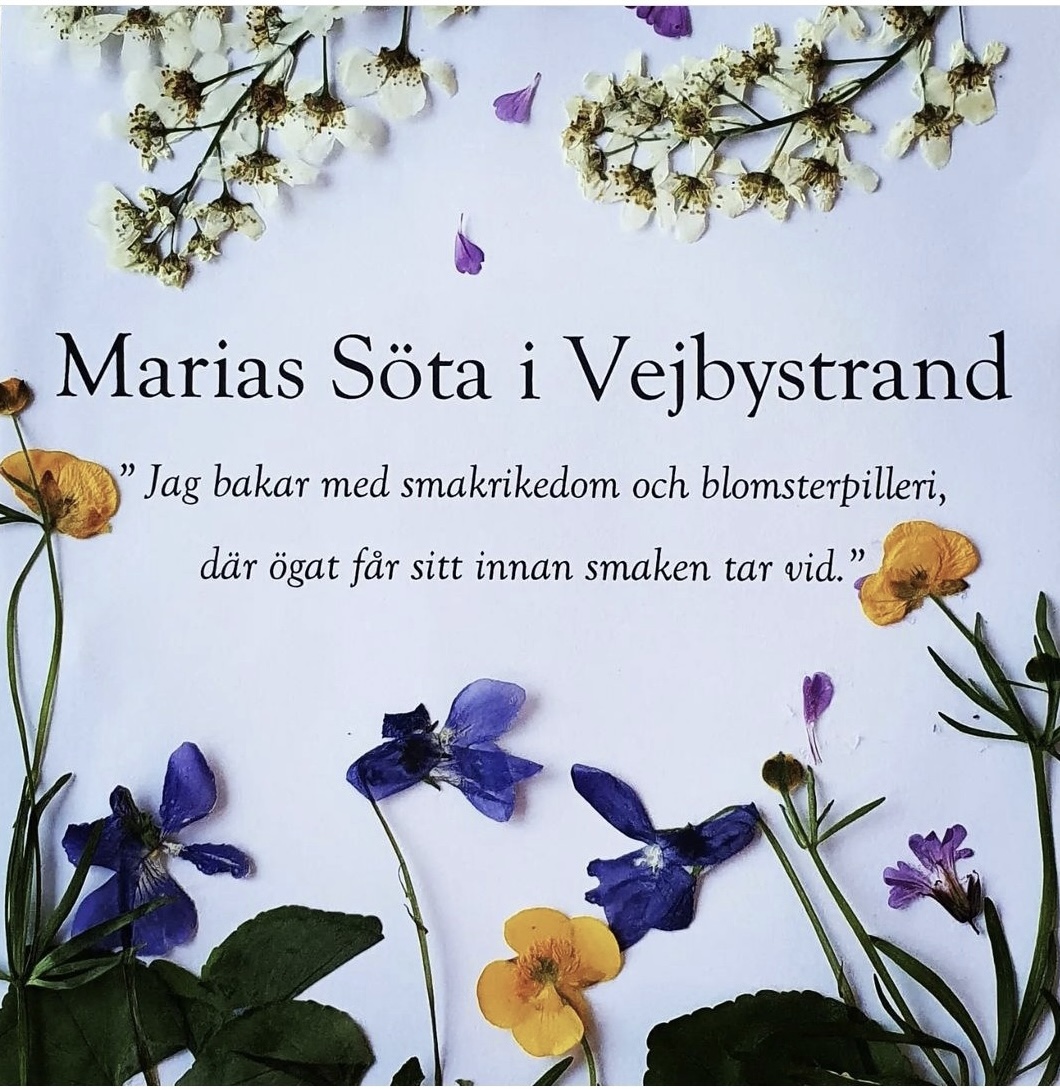 Marias Söta i Vejbystrand
” Jag bakar med smakrikedom och blomsterpilleri,
där ögat får sitt innan smaken tar vid.”